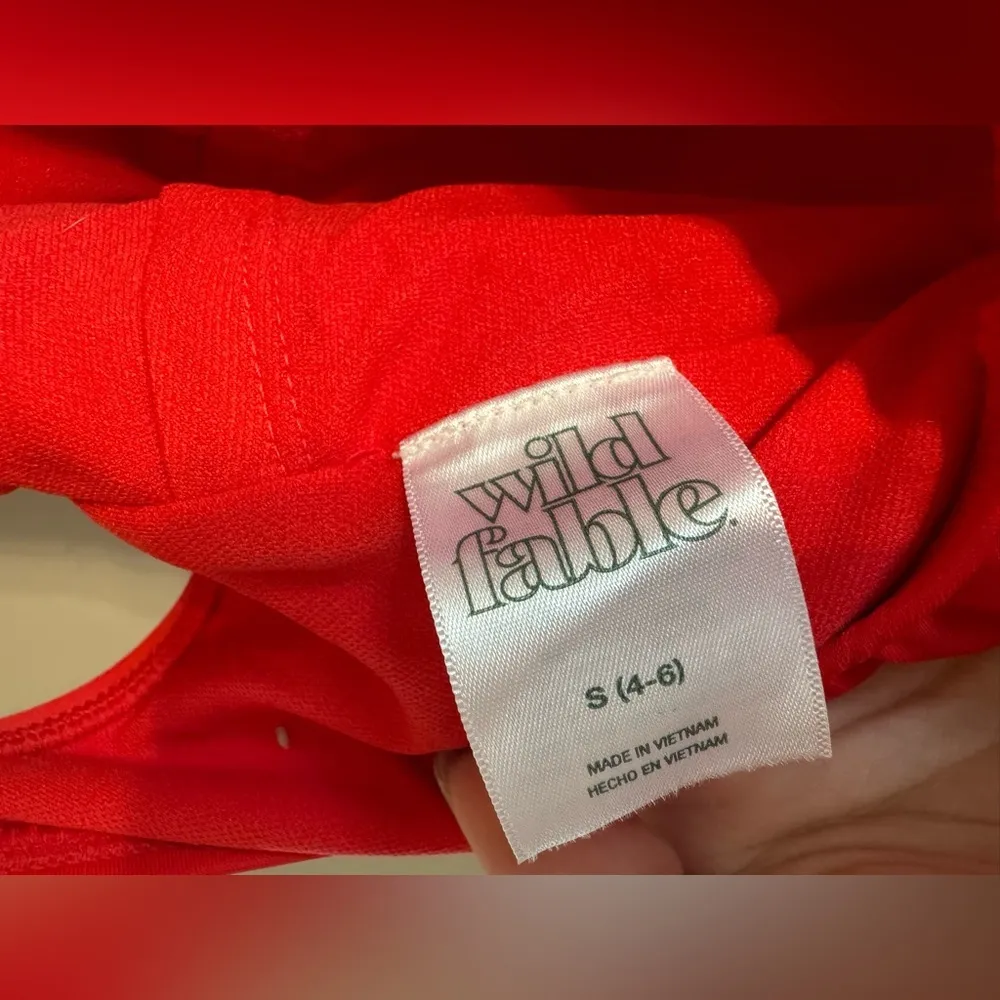 wild
fable.
S (4-6)
MADE IN VIETNAM
HECHO EN VIETNAM